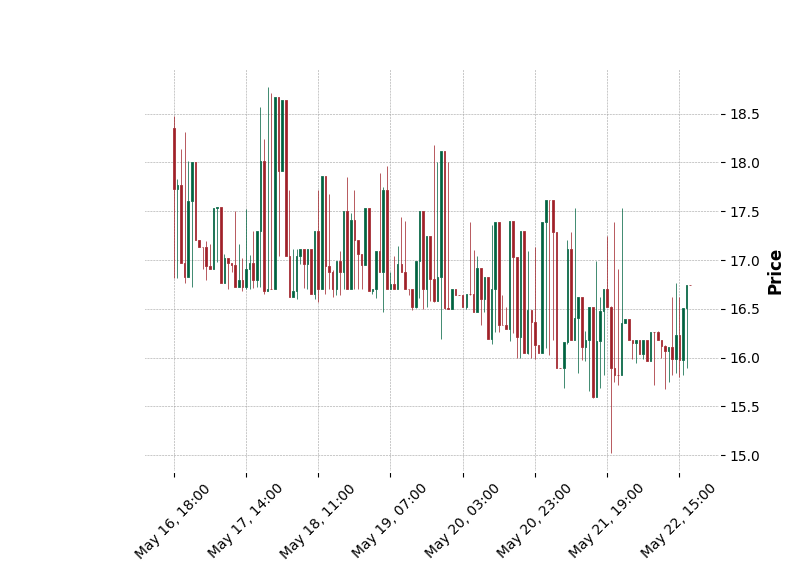 18.5
18.0
17.5
17.0
16.5
16.0
15.5
15.0
Price
May 16, 18:00
May 17, 14:00
May 18, 11:00
May 19, 07:00
May 20, 03:00
May 20, 23:00
May 21, 19:00
May 22, 15:00